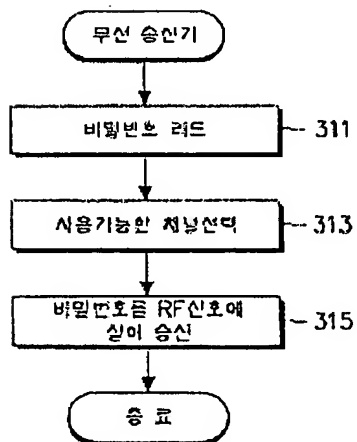 무선 송신기
비밀번호 리드
311
사용가능한 채널선택
313
비밀번호를 RF신호에
실어 송신
315
종료